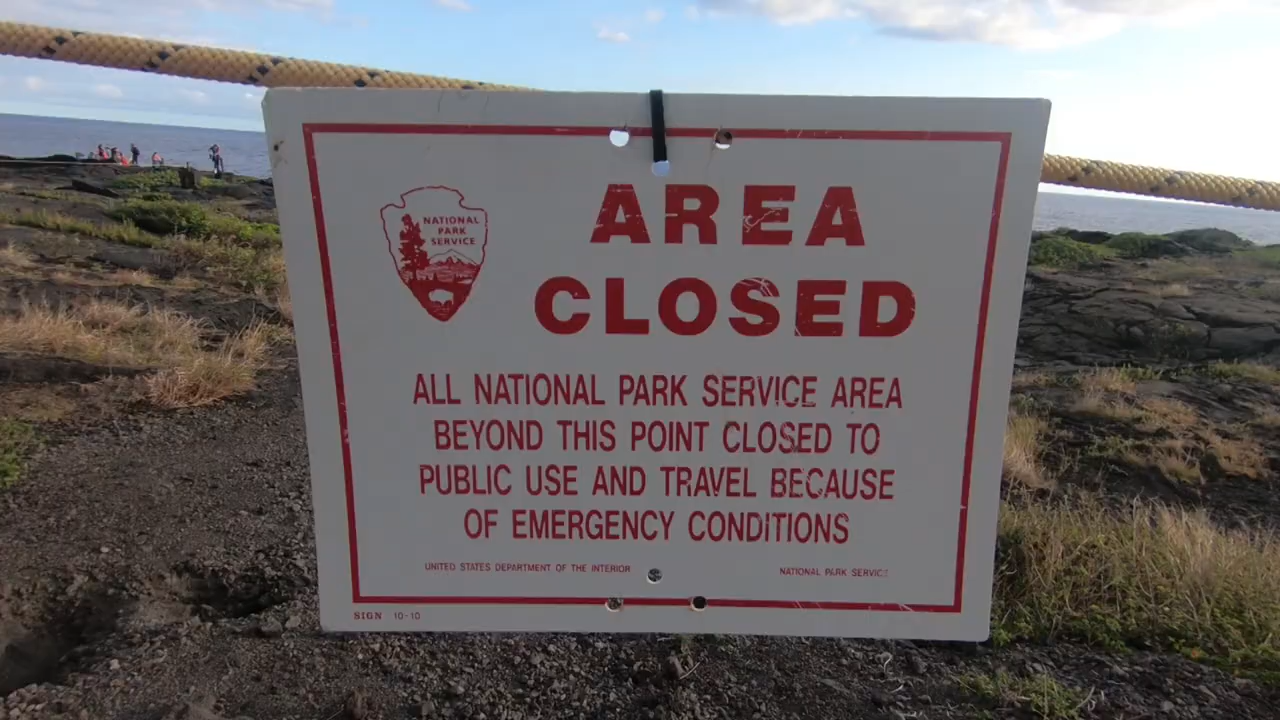 NATIONAL
PARK
SERVICE
AREA
CLOSED
ALL NATIONAL PARK SERVICE AREA
BEYOND THIS POINT CLOSED TO
PUBLIC USE AND TRAVEL BECAUSE
OF EMERGENCY CONDITIONS
UNITED STATES DEPARTMENT OF THE INTERIOR NATIONAL PARK SERVICE
SIGN 10-10